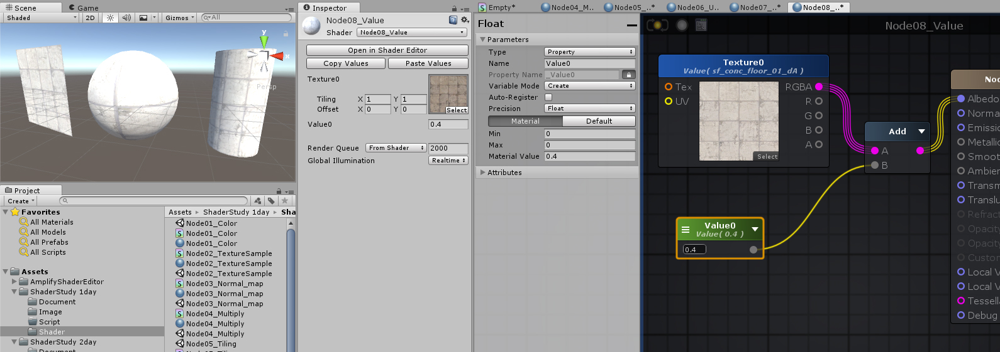 Scene
Game
Shaded
2D
Gizmos
All
y
x
Persp
Project
Create
Favorites
All Materials
All Models
All Prefabs
All Scripts
Assets
AmplifyShaderEditor
ShaderStudy 1day
Document
Image
Script
Shader
ShaderStudy 2day
Document
Assets ▸ ShaderStudy 1day ▸ Sha
Node01_Color
Node01_Color
Node01_Color
Node02_TextureSample
Node02_TextureSample
Node02_TextureSample
Node03_Normal_map
Node03_Normal_map
Node03_Normal_map
Node04_Multiply
Node04_Multiply
Node04_Multiply
Node05_Tiling
Inspector
Node08_Value
Shader Node08_Value
Open in Shader Editor
Copy Values Paste Values
Texture0
Tiling X 1 Y 1
Offset X 0 Y 0
Select
Value0 0.4
Render Queue From Shader 2000
Global Illumination Realtime
Empty* Node04_M.. Node05_..* Node06_U.. Node07_..* Node08_..*
Float
Parameters
Type Property
Name Value0
Property Name _Value0
Variable Mode Create
Auto-Register
Precision Float
Material Default
Min 0
Max 0
Material Value 0.4
Attributes
Node08_Value
Texture0
Value( sf_conc_floor_01_dA )
Tex
UV
RGBA
R
G
B
A
Select
Add
A
B
Value0
Value( 0.4 )
0.4
Nod
Albedo
Norma
Emissio
Metallic
Smoot
Ambien
Transm
Translu
Refract
Opacity
Opacity
Custom
Local V
Local V
Tessella
Debug